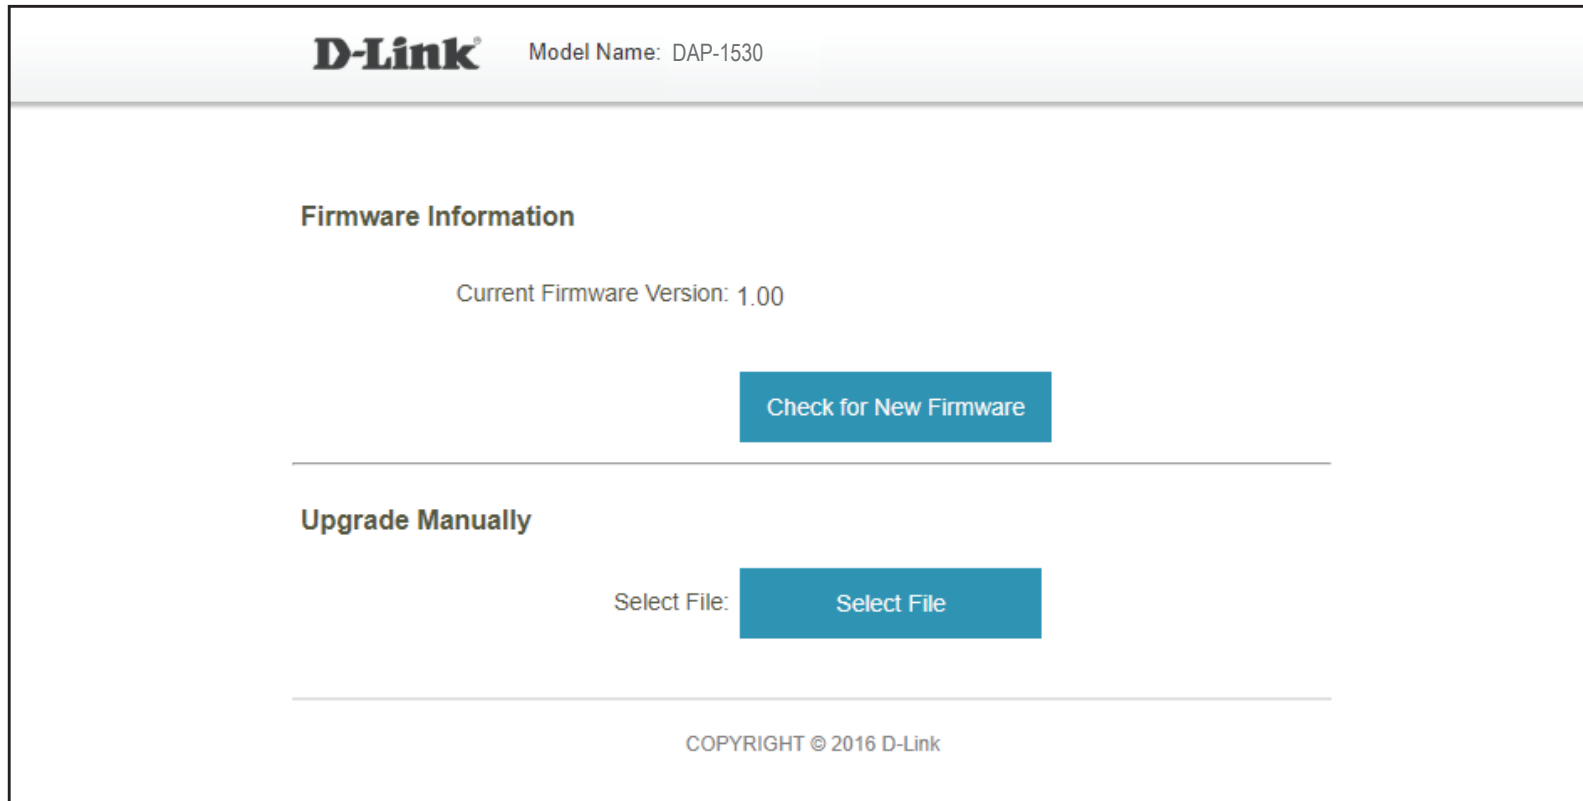 D-Link® Model Name: DAP-1530
Firmware Information
Current Firmware Version: 1.00
Check for New Firmware
Upgrade Manually
Select File: Select File
COPYRIGHT © 2016 D-Link